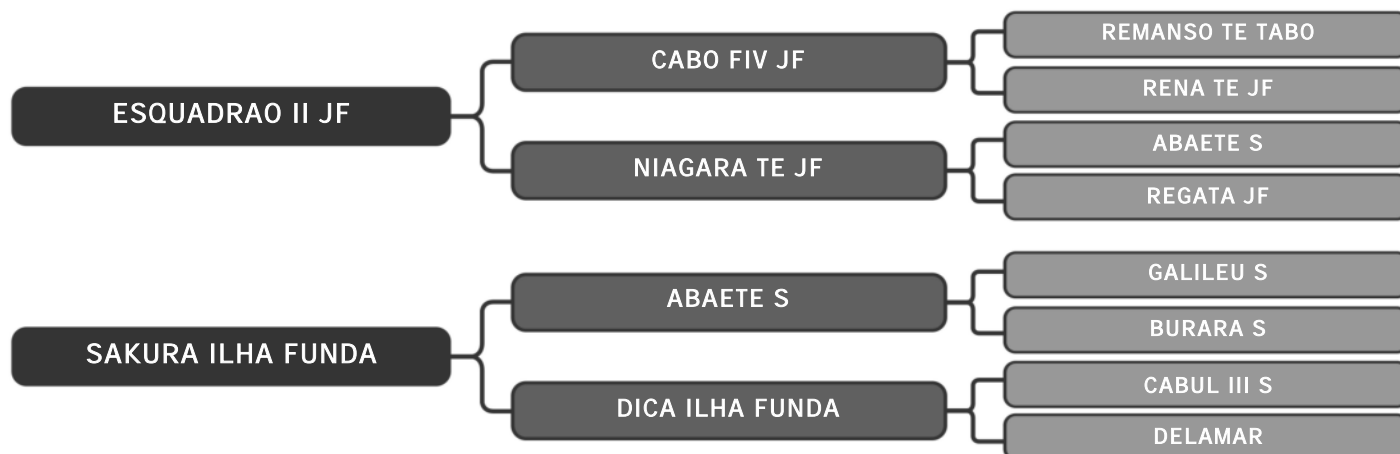 ESQUADRAO II JF
CABO FIV JF
REMANSO TE TABO
RENA TE JF
NIAGARA TE JF
ABAETE S
REGATA JF
SAKURA ILHA FUNDA
ABAETE S
GALILEU S
BURARA S
DICA ILHA FUNDA
CABUL III S
DELAMAR